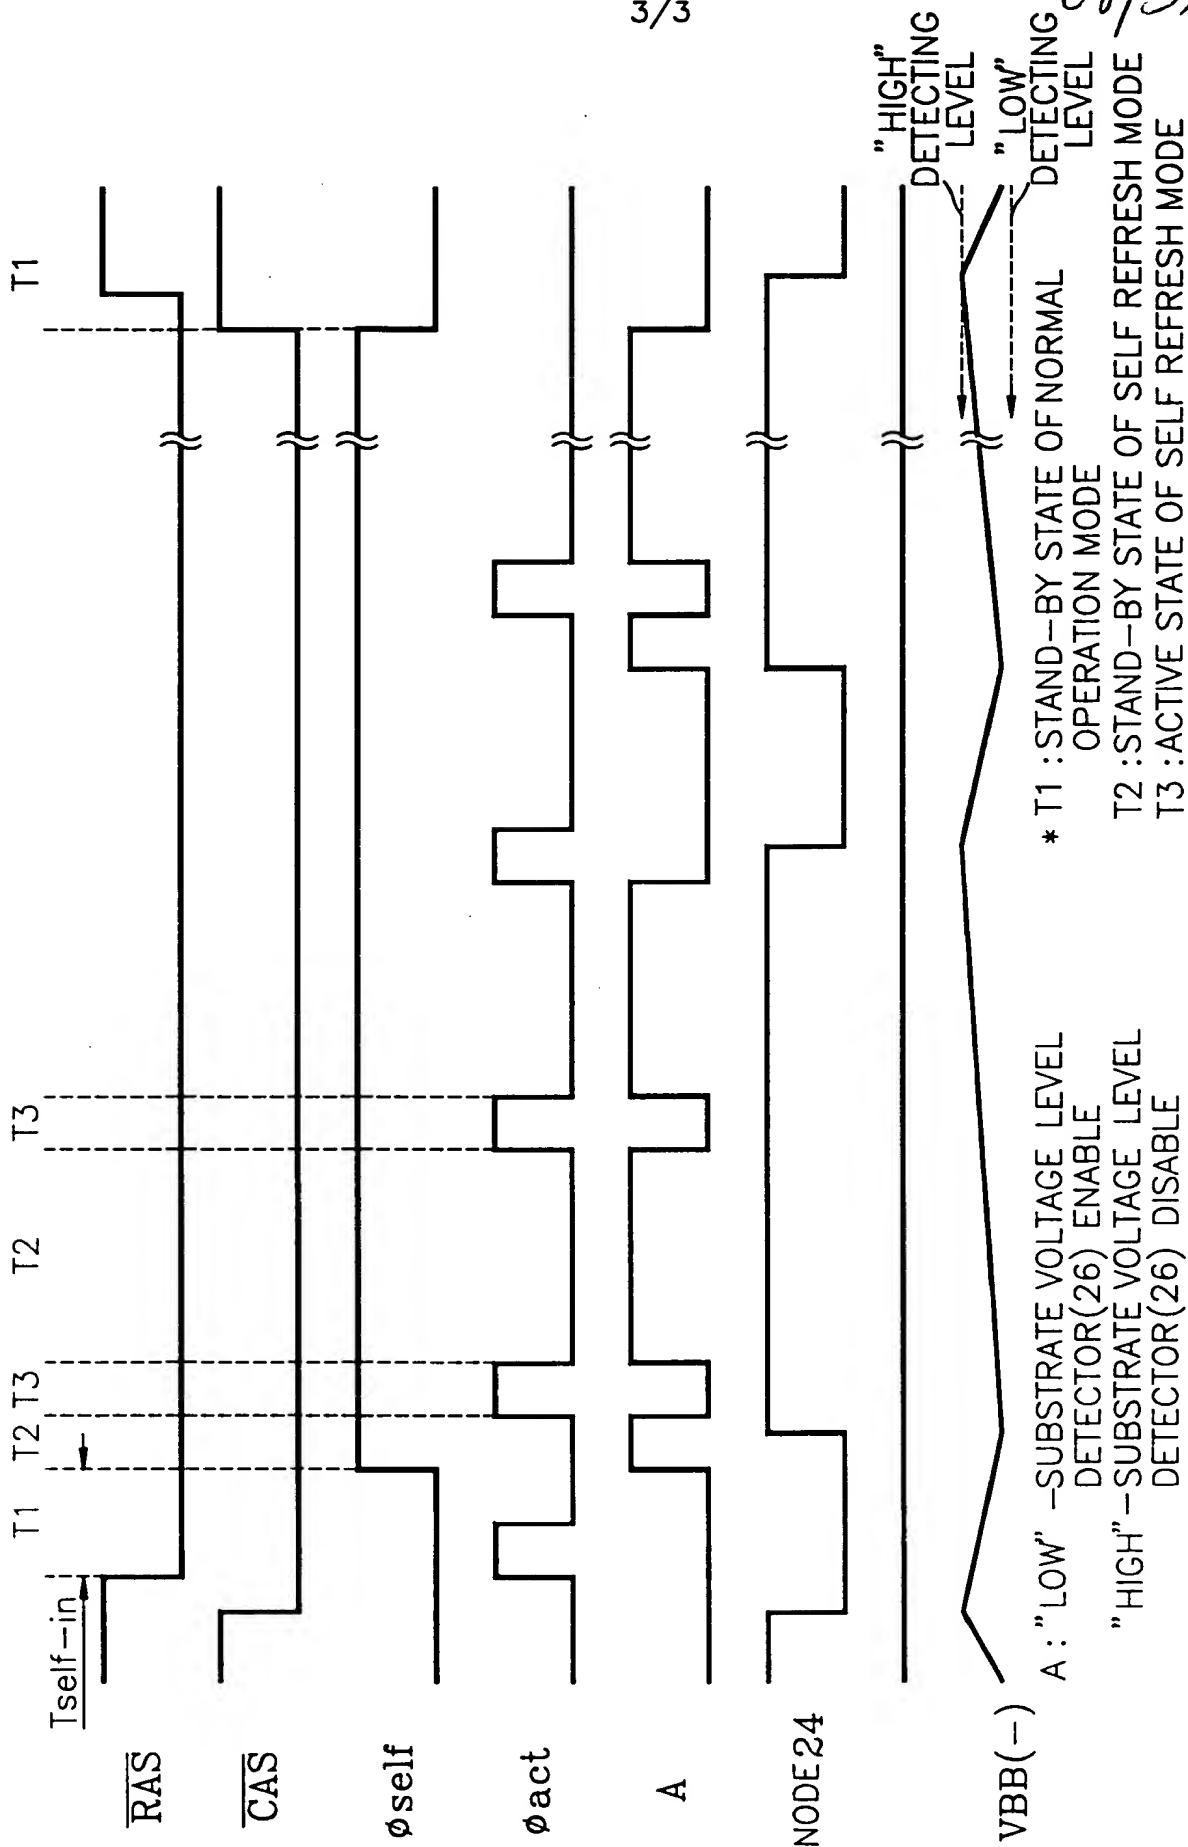 3/3
T1 T2 T3 T2 T3 T1
Tself-in
RAS
CAS
øself
øact
A
NODE24
VBB(-)
"HIGH"
DETECTING
LEVEL
"LOW"
DETECTING
LEVEL
A : "LOW" -SUBSTRATE VOLTAGE LEVEL
DETECTOR(26) ENABLE
"HIGH"-SUBSTRATE VOLTAGE LEVEL
DETECTOR(26) DISABLE
* T1 :STAND-BY STATE OF NORMAL
OPERATION MODE
T2 :STAND-BY STATE OF SELF REFRESH MODE
T3 :ACTIVE STATE OF SELF REFRESH MODE